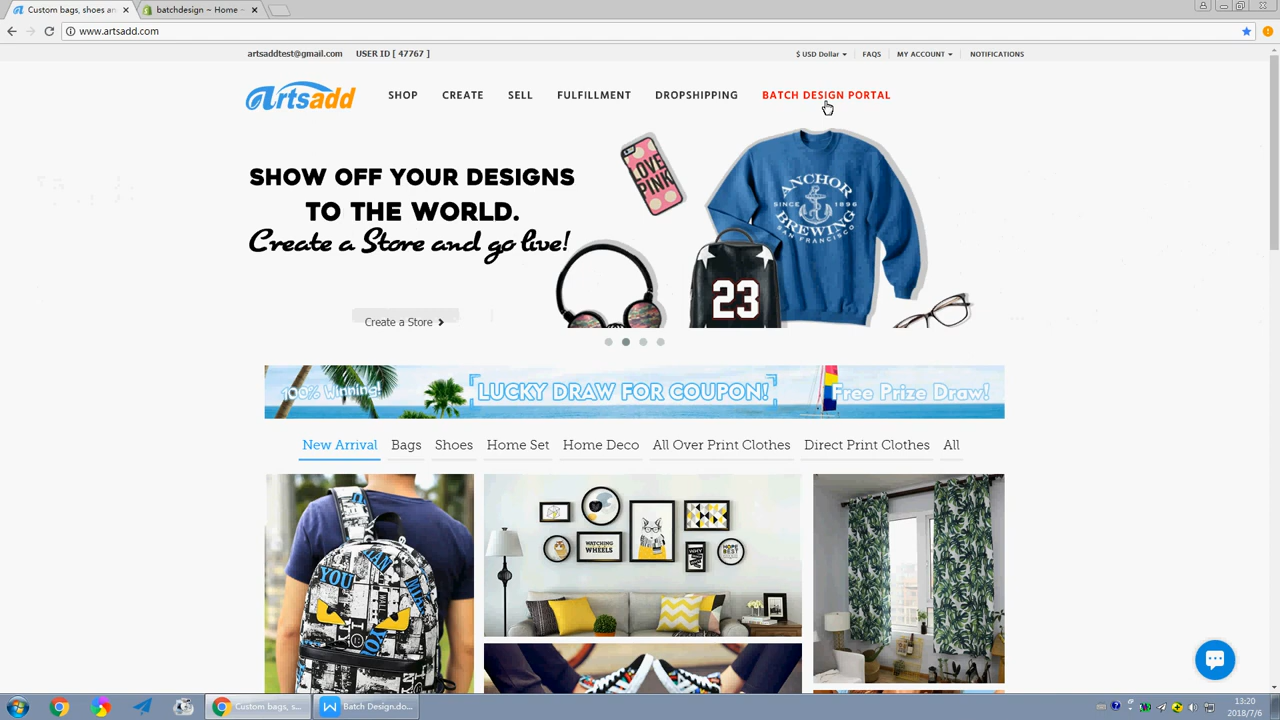 Custom bags, shoes an
batchdesign ~ Home ~
www.artsadd.com
artsaddtest@gmail.com USER ID [ 47767 ]
$ USD Dollar FAQS MY ACCOUNT NOTIFICATIONS
Artsadd
SHOP CREATE SELL FULFILLMENT DROPSHIPPING BATCH DESIGN PORTAL
SHOW OFF YOUR DESIGNS
TO THE WORLD.
Create a Store and go live!
Create a Store
LOVE
PINK
ANCHOR
SINCE 1896
BREWING
SAN FRANCISCO
23
100% Winning! LUCKY DRAW FOR COUPON! Free Prize Draw!
New Arrival Bags Shoes Home Set Home Deco All Over Print Clothes Direct Print Clothes All
YOU
WATCHING
WHEELS
HOPE
BEST
Custom bags, s...
Batch Design.do...
13:20
2018/7/6